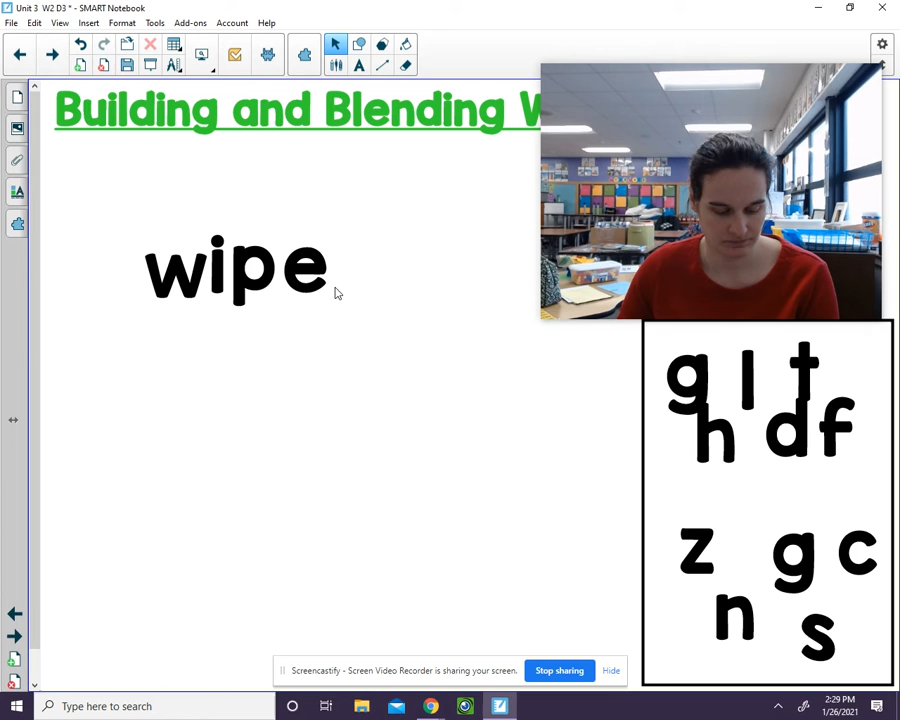 Unit 3 W2 D3 * - SMART Notebook
File Edit View Insert Format Tools Add-ons Account Help
Building and Blending
wipe
g l t
h d f
z g c
n s
Screencastify - Screen Video Recorder is sharing your screen. Stop sharing Hide
Type here to search
2:29 PM
1/26/2021